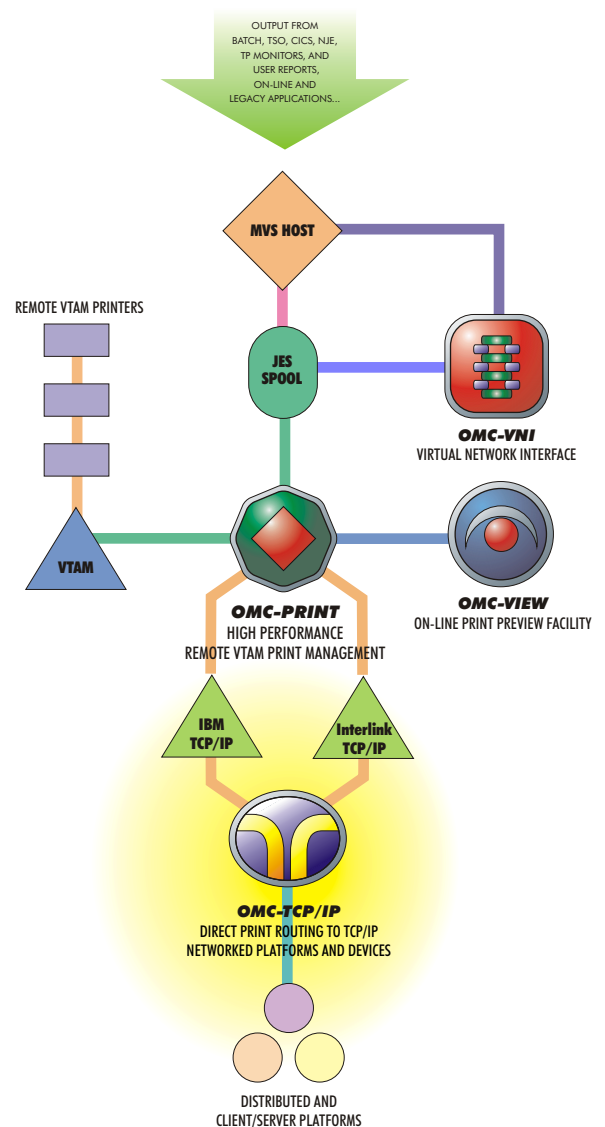 OUTPUT FROM
BATCH, TSO, CICS, NJE,
TP MONITORS, AND
USER REPORTS,
ON-LINE AND
LEGACY APPLICATIONS...
MVS HOST
REMOTE VTAM PRINTERS
JES
SPOOL
OMC-VNI
VIRTUAL NETWORK INTERFACE
VTAM
OMC-PRINT
HIGH PERFORMANCE
REMOTE VTAM PRINT MANAGEMENT
OMC-VIEW
ON-LINE PRINT PREVIEW FACILITY
IBM
TCP/IP
Interlink
TCP/IP
OMC-TCP/IP
DIRECT PRINT ROUTING TO TCP/IP
NETWORKED PLATFORMS AND DEVICES
DISTRIBUTED AND
CLIENT/SERVER PLATFORMS